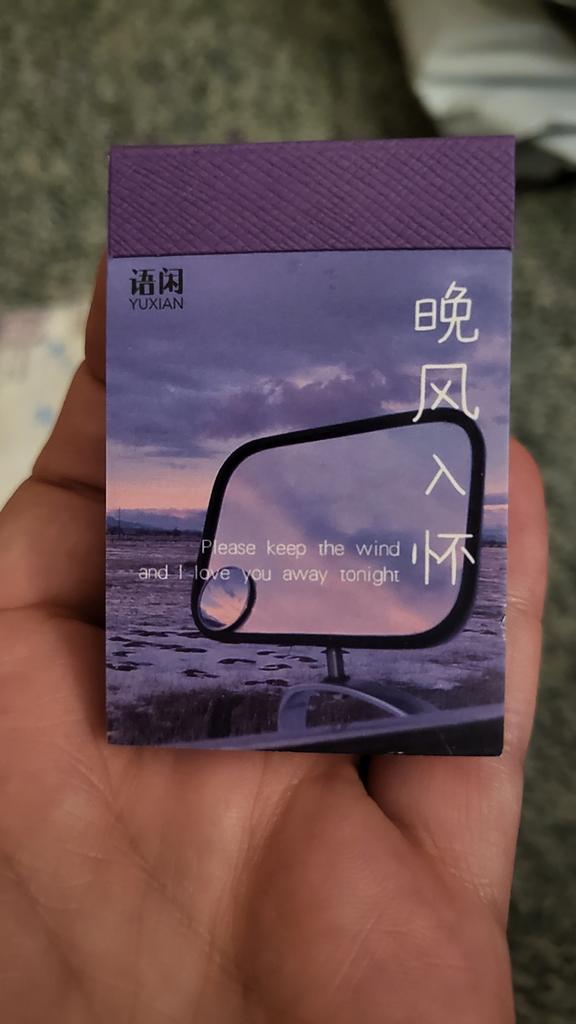 语闲
YUXIAN
晚风入怀
Please keep the wind
and I love you away tonight